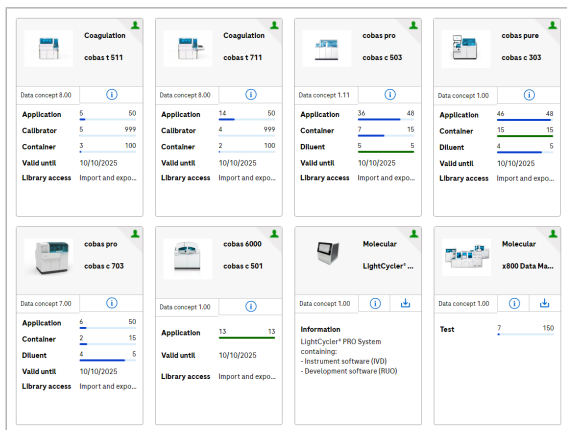 Coagulation
cobas t 511
Data concept 8.00
Application 5 50
Calibrator 5 999
Container 3 100
Valid until 10/10/2025
Library access Import and expo...
Coagulation
cobas t 711
Data concept 8.00
Application 14 50
Calibrator 4 999
Container 2 100
Valid until 10/10/2025
Library access Import and expo...
cobas pro
cobas c 503
Data concept 1.11
Application 36 48
Container 7 15
Diluent 5 5
Valid until 10/10/2025
Library access Import and expo...
cobas pure
cobas c 303
Data concept 1.00
Application 46 48
Container 15 15
Diluent 4 5
Valid until 10/10/2025
Library access Import and expo...
cobas pro
cobas c 703
Data concept 7.00
Application 6 50
Container 2 15
Diluent 4 5
Valid until 10/10/2025
Library access Import and expo...
cobas 6000
cobas c 501
Data concept 1.00
Application 13 13
Valid until 10/10/2025
Library access Import and expo...
Molecular
LightCycler® ...
Data concept 1.00
Information
LightCycler® PRO System
containing:
- Instrument software (IVD)
- Development software (RUO)
Molecular
x800 Data Ma...
Data concept 1.00
Test 7 150